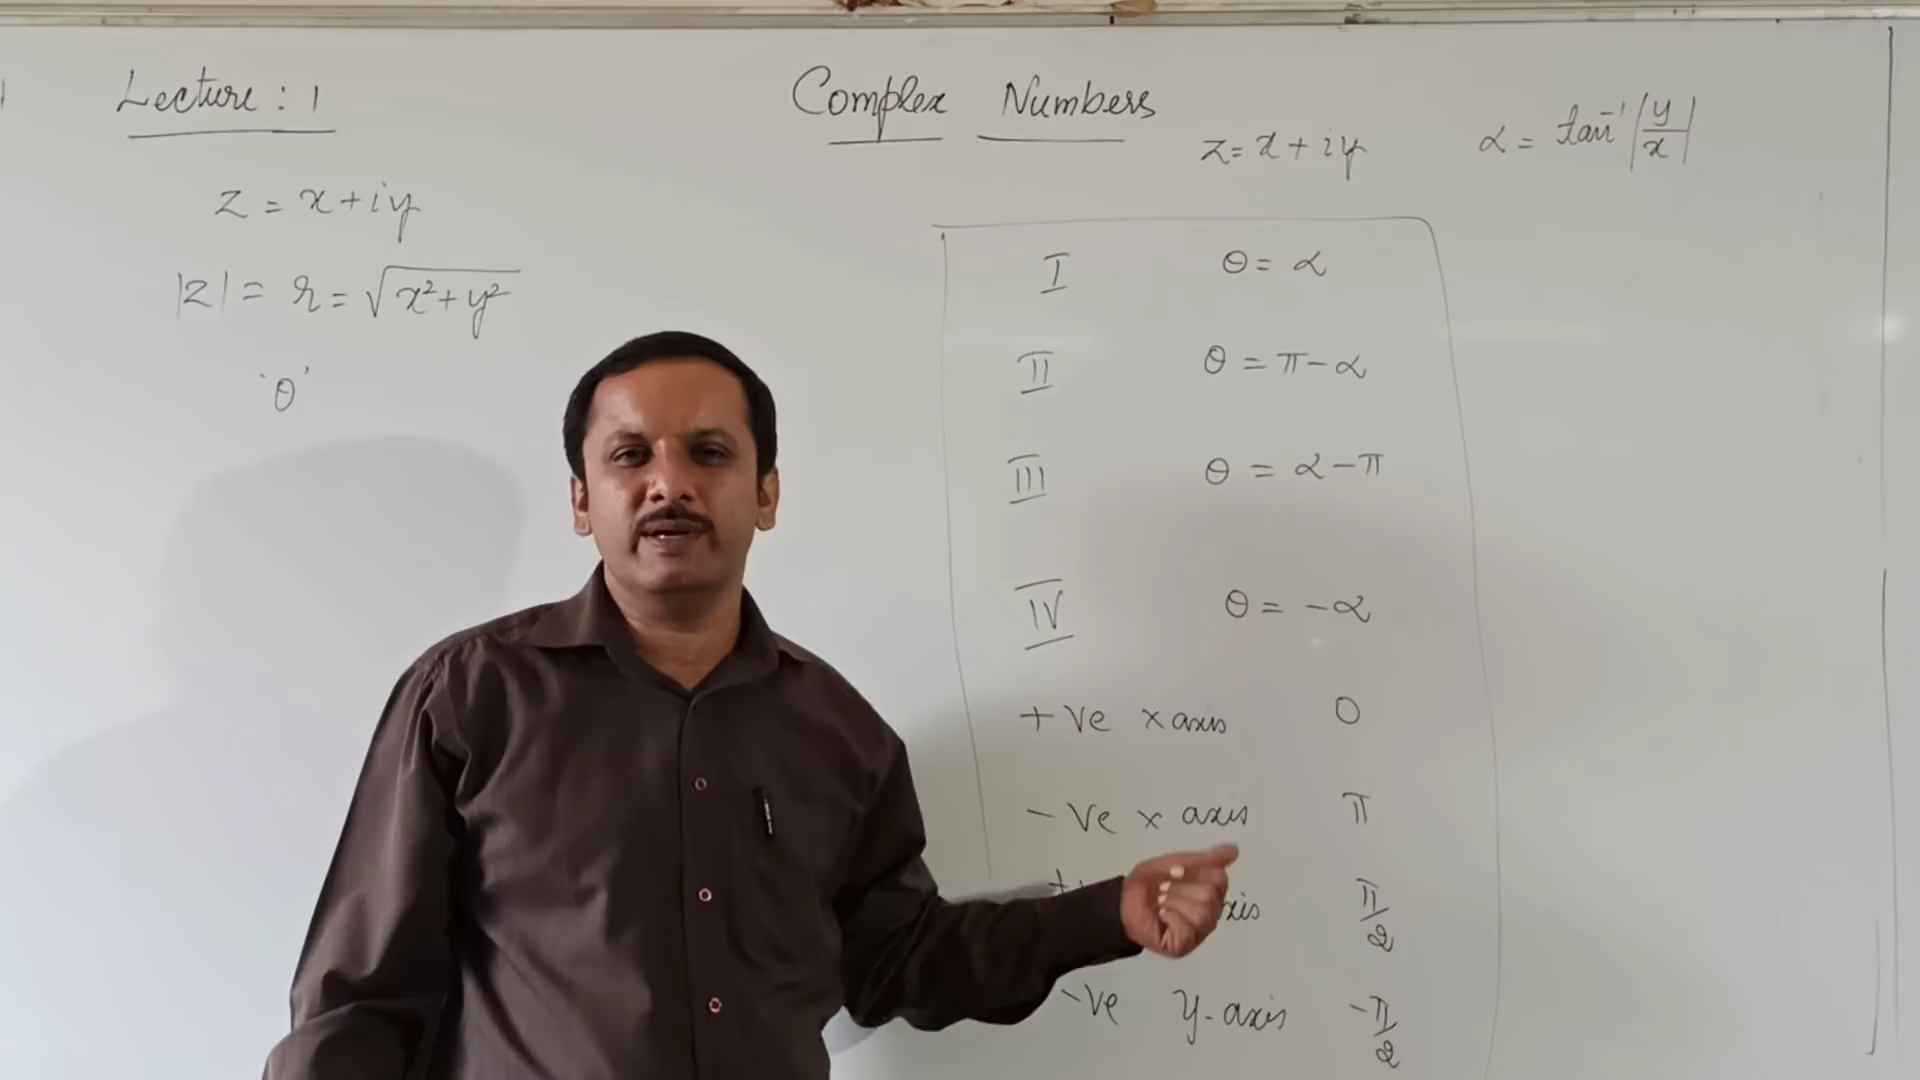 Lecture : 1
Complex Numbers
z = x + iy
|z| = r = √x² + y²
'θ'
z = x + iy
α = tan⁻¹ |y/x|
I θ = α
II θ = π - α
III θ = α - π
IV θ = -α
+ve x axis 0
-ve x axis π
π/2
-ve y-axis -π/2